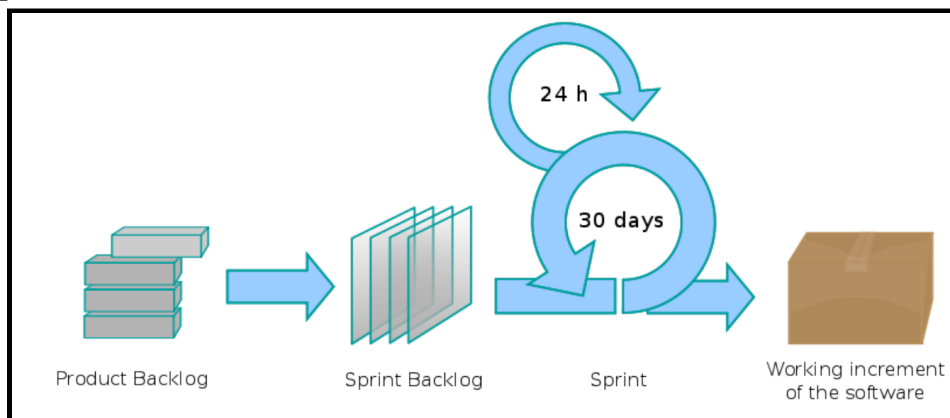 24 h
30 days
Product Backlog
Sprint Backlog
Sprint
Working increment
of the software